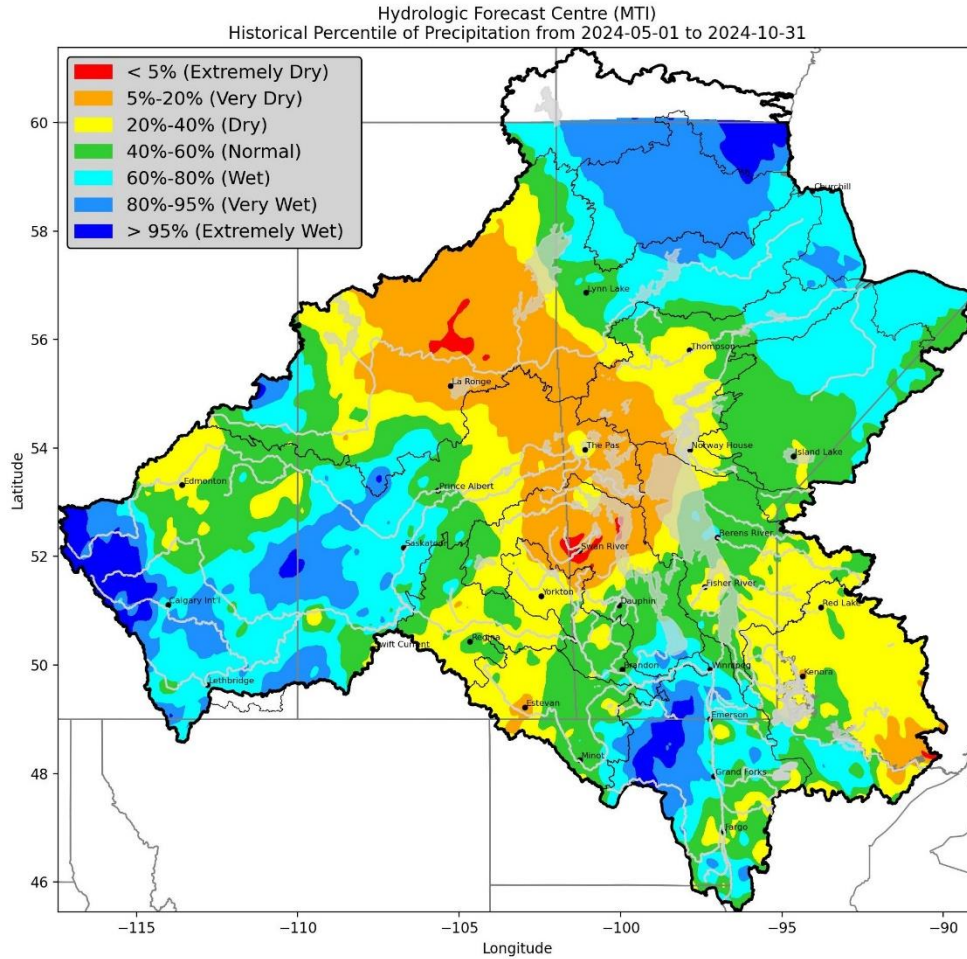 Hydrologic Forecast Centre (MTI)
Historical Percentile of Precipitation from 2024-05-01 to 2024-10-31
< 5% (Extremely Dry)
5%-20% (Very Dry)
20%-40% (Dry)
40%-60% (Normal)
60%-80% (Wet)
80%-95% (Very Wet)
> 95% (Extremely Wet)
60
58
56
54
52
50
48
46
Latitude
Churchill
Lynn Lake
Thompson
La Ronge
The Pas
Norway House
Island Lake
Edmonton
Prince Albert
Saskatoon
Swan River
Berens River
Calgary Int'l
Yorkton
Dauphin
Fisher River
Red Lake
Swift Current
Regina
Brandon
Winnipeg
Kenora
Lethbridge
Estevan
Emerson
Minot
Grand Forks
Fargo
−115
−110
−105
−100
−95
−90
Longitude